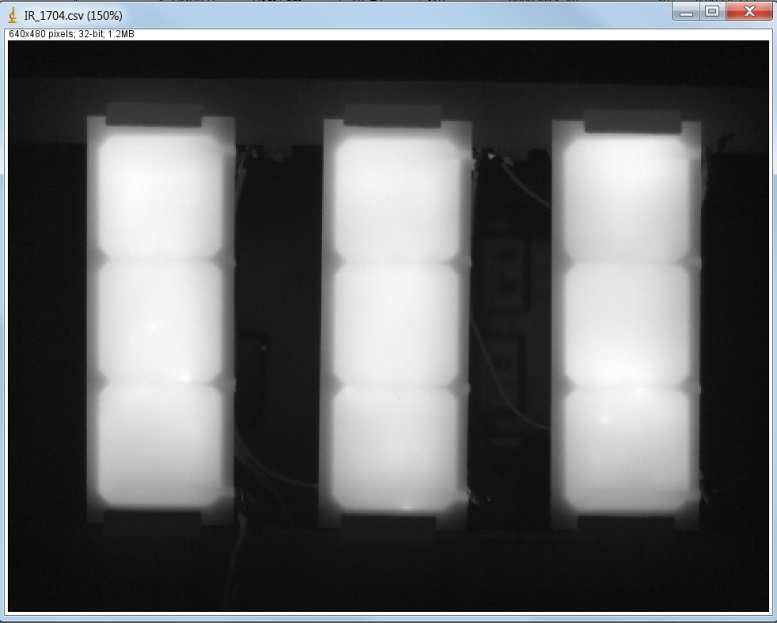 IR_1704.csv (150%)
640x480 pixels; 32-bit; 1.2MB